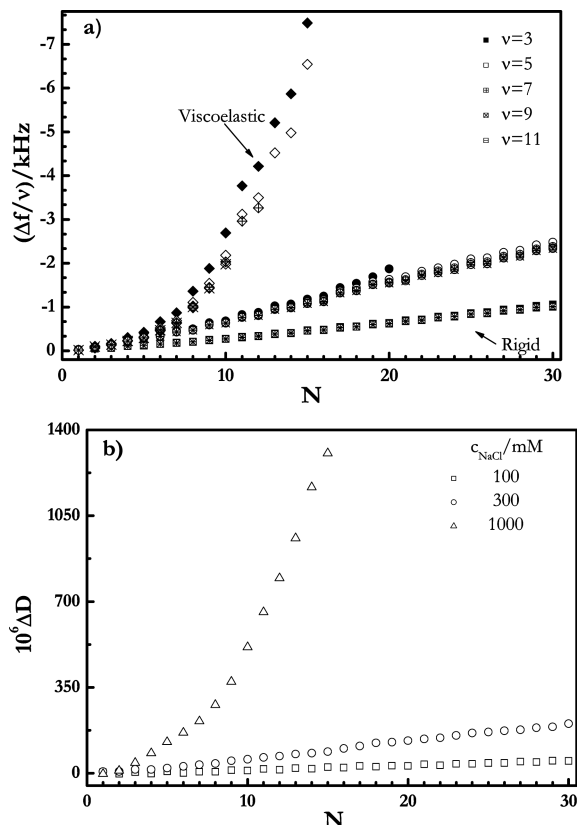 a)
-7
-6
-5
-4
-3
-2
-1
0
(Δf/ν)/kHz
Viscoelastic
Rigid
ν=3
ν=5
ν=7
ν=9
ν=11
0 10 20 30
N
b)
1400
1050
700
350
0
10⁶ΔD
c_NaCl/mM
100
300
1000
0 10 20 30
N